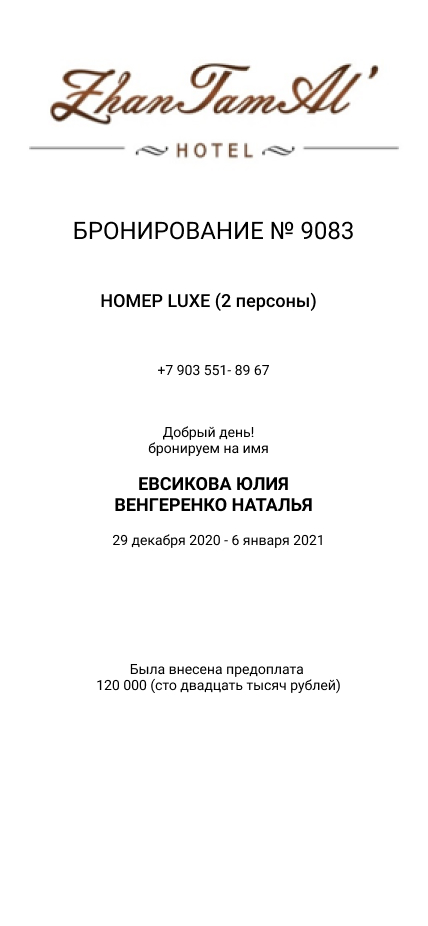 ZhanTamAl'
HOTEL
БРОНИРОВАНИЕ № 9083
НОМЕР LUXE (2 персоны)
+7 903 551- 89 67
Добрый день!
бронируем на имя
ЕВСИКОВА ЮЛИЯ
ВЕНГЕРЕНКО НАТАЛЬЯ
29 декабря 2020 - 6 января 2021
Была внесена предоплата
120 000 (сто двадцать тысяч рублей)